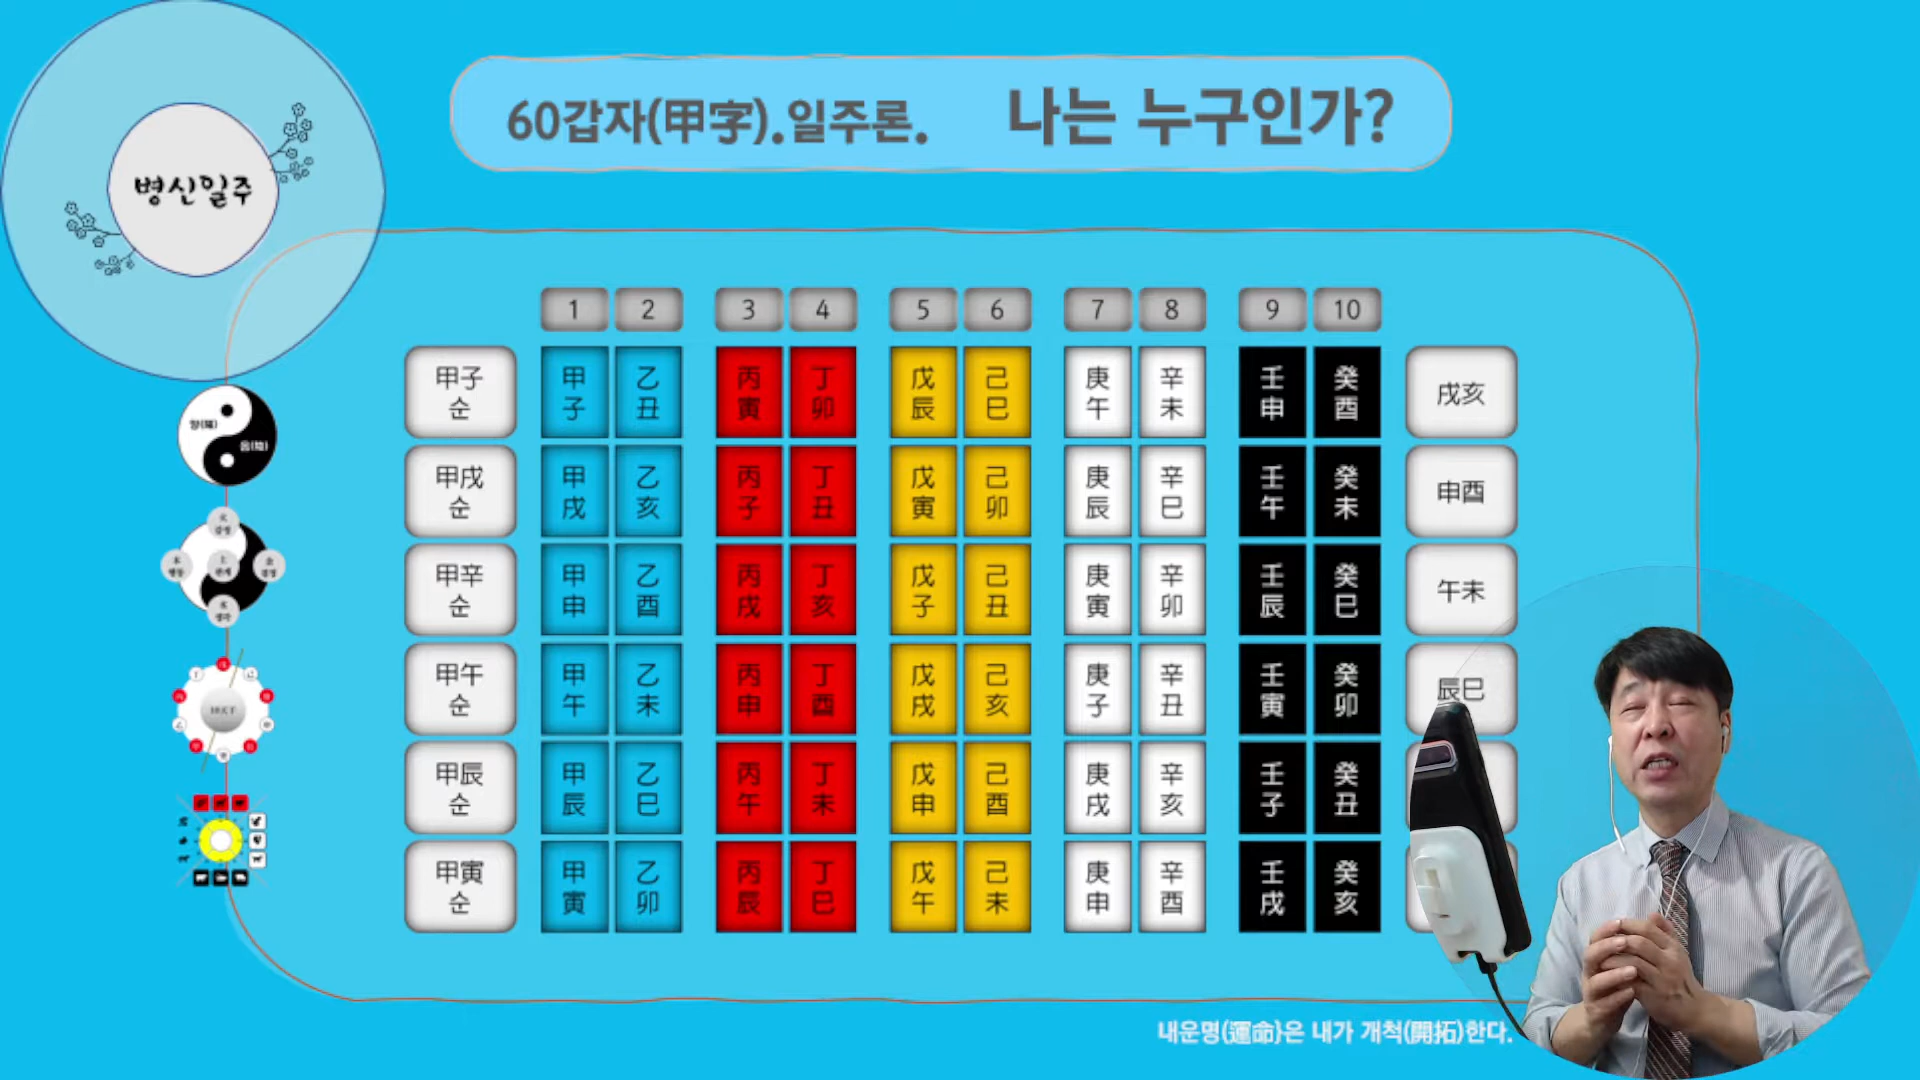 병신일주
60갑자(甲字).일주론. 나는 누구인가?
1 2 3 4 5 6 7 8 9 10
甲子순 甲子 乙丑 丙寅 丁卯 戊辰 己巳 庚午 辛未 壬申 癸酉 戌亥
甲戌순 甲戌 乙亥 丙子 丁丑 戊寅 己卯 庚辰 辛巳 壬午 癸未 申酉
甲辛순 甲申 乙酉 丙戌 丁亥 戊子 己丑 庚寅 辛卯 壬辰 癸巳 午未
甲午순 甲午 乙未 丙申 丁酉 戊戌 己亥 庚子 辛丑 壬寅 癸卯 辰巳
甲辰순 甲辰 乙巳 丙午 丁未 戊申 己酉 庚戌 辛亥 壬子 癸丑
甲寅순 甲寅 乙卯 丙辰 丁巳 戊午 己未 庚申 辛酉 壬戌 癸亥
내운명(運命)은 내가 개척(開拓)한다.